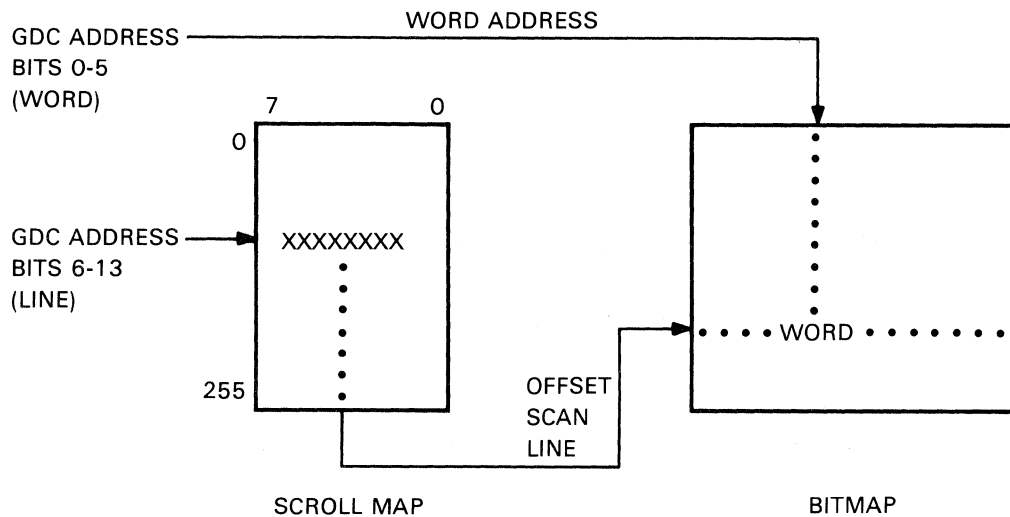 WORD ADDRESS
GDC ADDRESS
BITS 0-5
(WORD)
7 0
0
GDC ADDRESS
BITS 6-13
(LINE)
XXXXXXXX
255
WORD
OFFSET
SCAN
LINE
SCROLL MAP
BITMAP